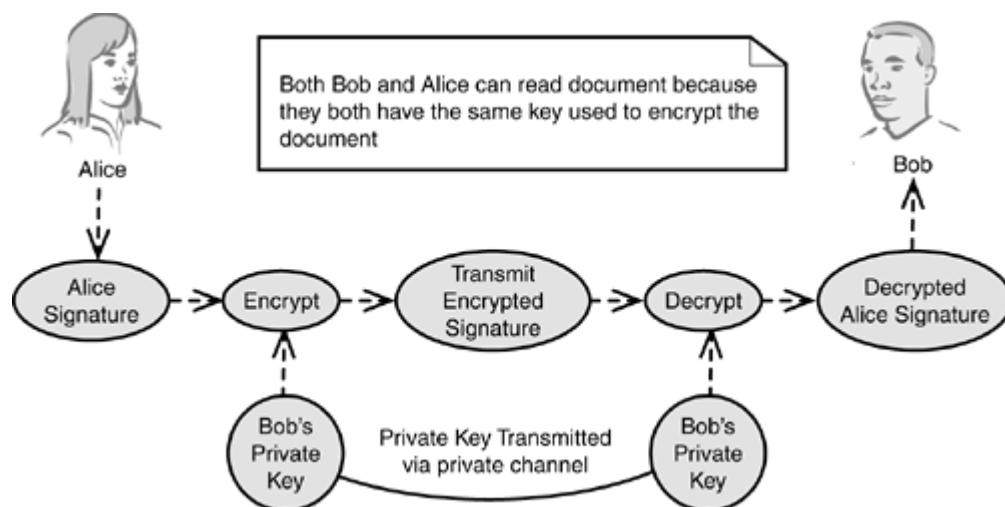 Both Bob and Alice can read document because
they both have the same key used to encrypt the
document
Alice
Bob
Alice
Signature
Encrypt
Transmit
Encrypted
Signature
Decrypt
Decrypted
Alice Signature
Bob's
Private
Key
Private Key Transmitted
via private channel
Bob's
Private
Key